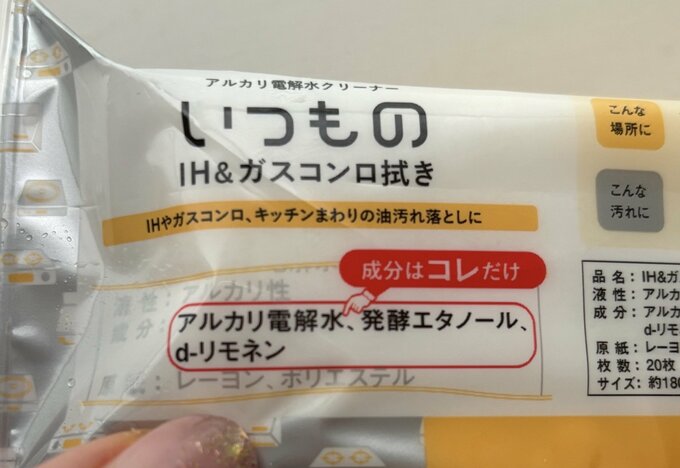 アルカリ電解水クリーナー
いつもの
IH&ガスコンロ拭き
IHやガスコンロ、キッチンまわりの油汚れ落としに
成分はコレだけ
液性：アルカリ性
成分：
アルカリ電解水、発酵エタノール、
d-リモネン
原紙：レーヨン、ポリエステル
こんな
場所に
こんな
汚れに
品名：IH&ガ
液性：アルカ
成分：アルカ
d-リモ
原紙：レーヨ
枚数：20枚
サイズ：約180